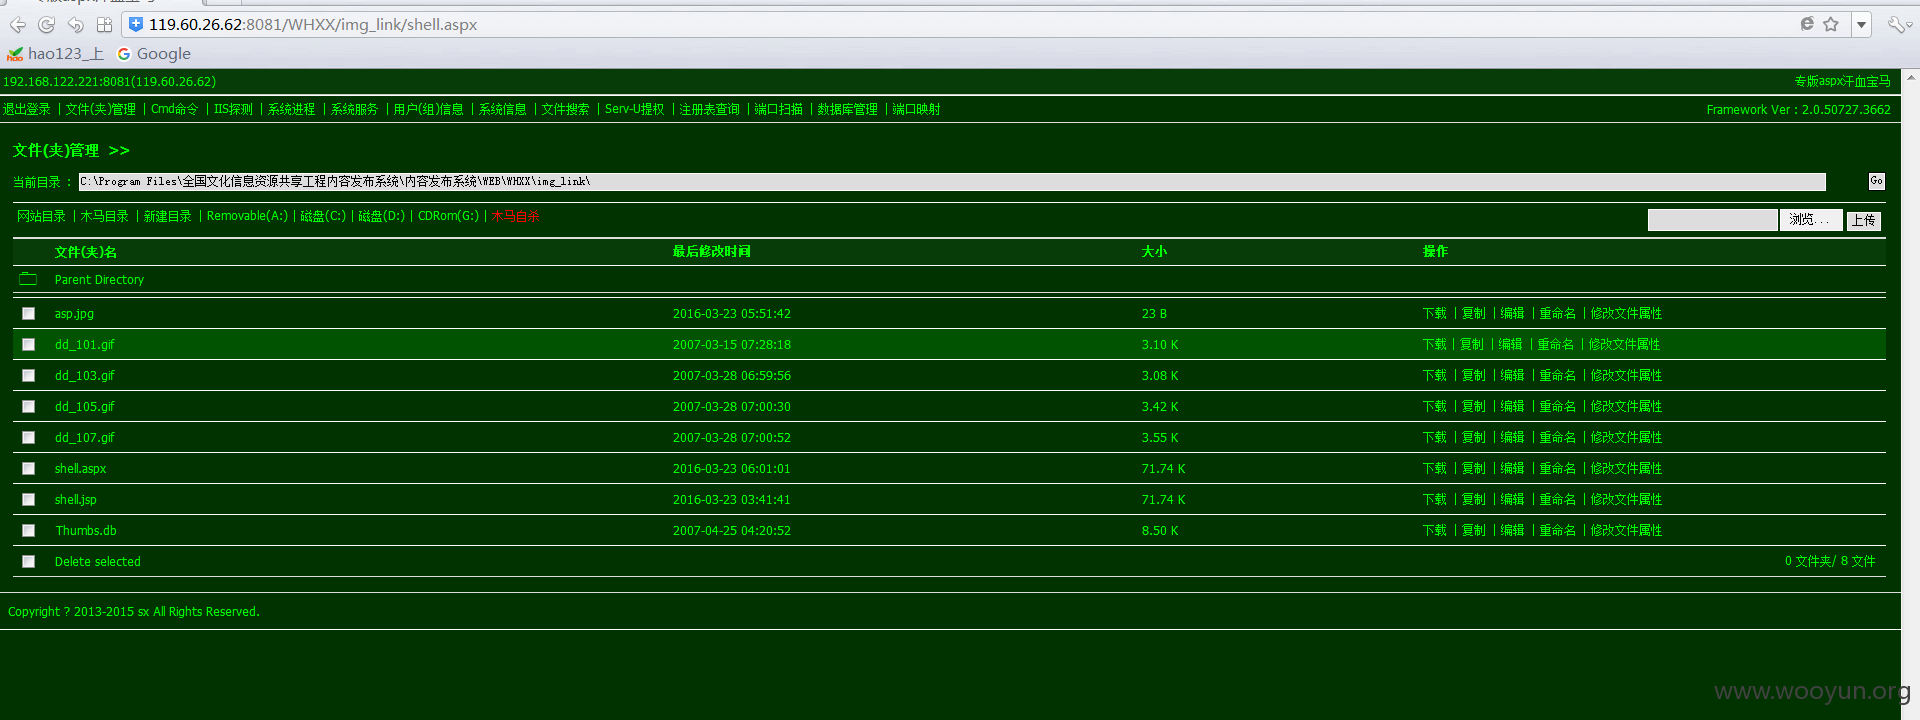 119.60.26.62:8081/WHXX/img_link/shell.aspx
hao123_上 Google
192.168.122.221:8081(119.60.26.62) 专版aspx汗血宝马
退出登录 | 文件(夹)管理 | Cmd命令 | IIS探测 | 系统进程 | 系统服务 | 用户(组)信息 | 系统信息 | 文件搜索 | Serv-U提权 | 注册表查询 | 端口扫描 | 数据库管理 | 端口映射 Framework Ver : 2.0.50727.3662
文件(夹)管理 >>
当前目录 : C:\Program Files\全国文化信息资源共享工程内容发布系统\内容发布系统\WEB\WHXX\img_link\ Go
网站目录 | 木马目录 | 新建目录 | Removable(A:) | 磁盘(C:) | 磁盘(D:) | CDRom(G:) | 木马自杀 浏览... 上传
文件(夹)名 最后修改时间 大小 操作
Parent Directory
asp.jpg 2016-03-23 05:51:42 23 B 下载 | 复制 | 编辑 | 重命名 | 修改文件属性
dd_101.gif 2007-03-15 07:28:18 3.10 K 下载 | 复制 | 编辑 | 重命名 | 修改文件属性
dd_103.gif 2007-03-28 06:59:56 3.08 K 下载 | 复制 | 编辑 | 重命名 | 修改文件属性
dd_105.gif 2007-03-28 07:00:30 3.42 K 下载 | 复制 | 编辑 | 重命名 | 修改文件属性
dd_107.gif 2007-03-28 07:00:52 3.55 K 下载 | 复制 | 编辑 | 重命名 | 修改文件属性
shell.aspx 2016-03-23 06:01:01 71.74 K 下载 | 复制 | 编辑 | 重命名 | 修改文件属性
shell.jsp 2016-03-23 03:41:41 71.74 K 下载 | 复制 | 编辑 | 重命名 | 修改文件属性
Thumbs.db 2007-04-25 04:20:52 8.50 K 下载 | 复制 | 编辑 | 重命名 | 修改文件属性
Delete selected 0 文件夹/ 8 文件
Copyright ? 2013-2015 sx All Rights Reserved.
www.wooyun.org